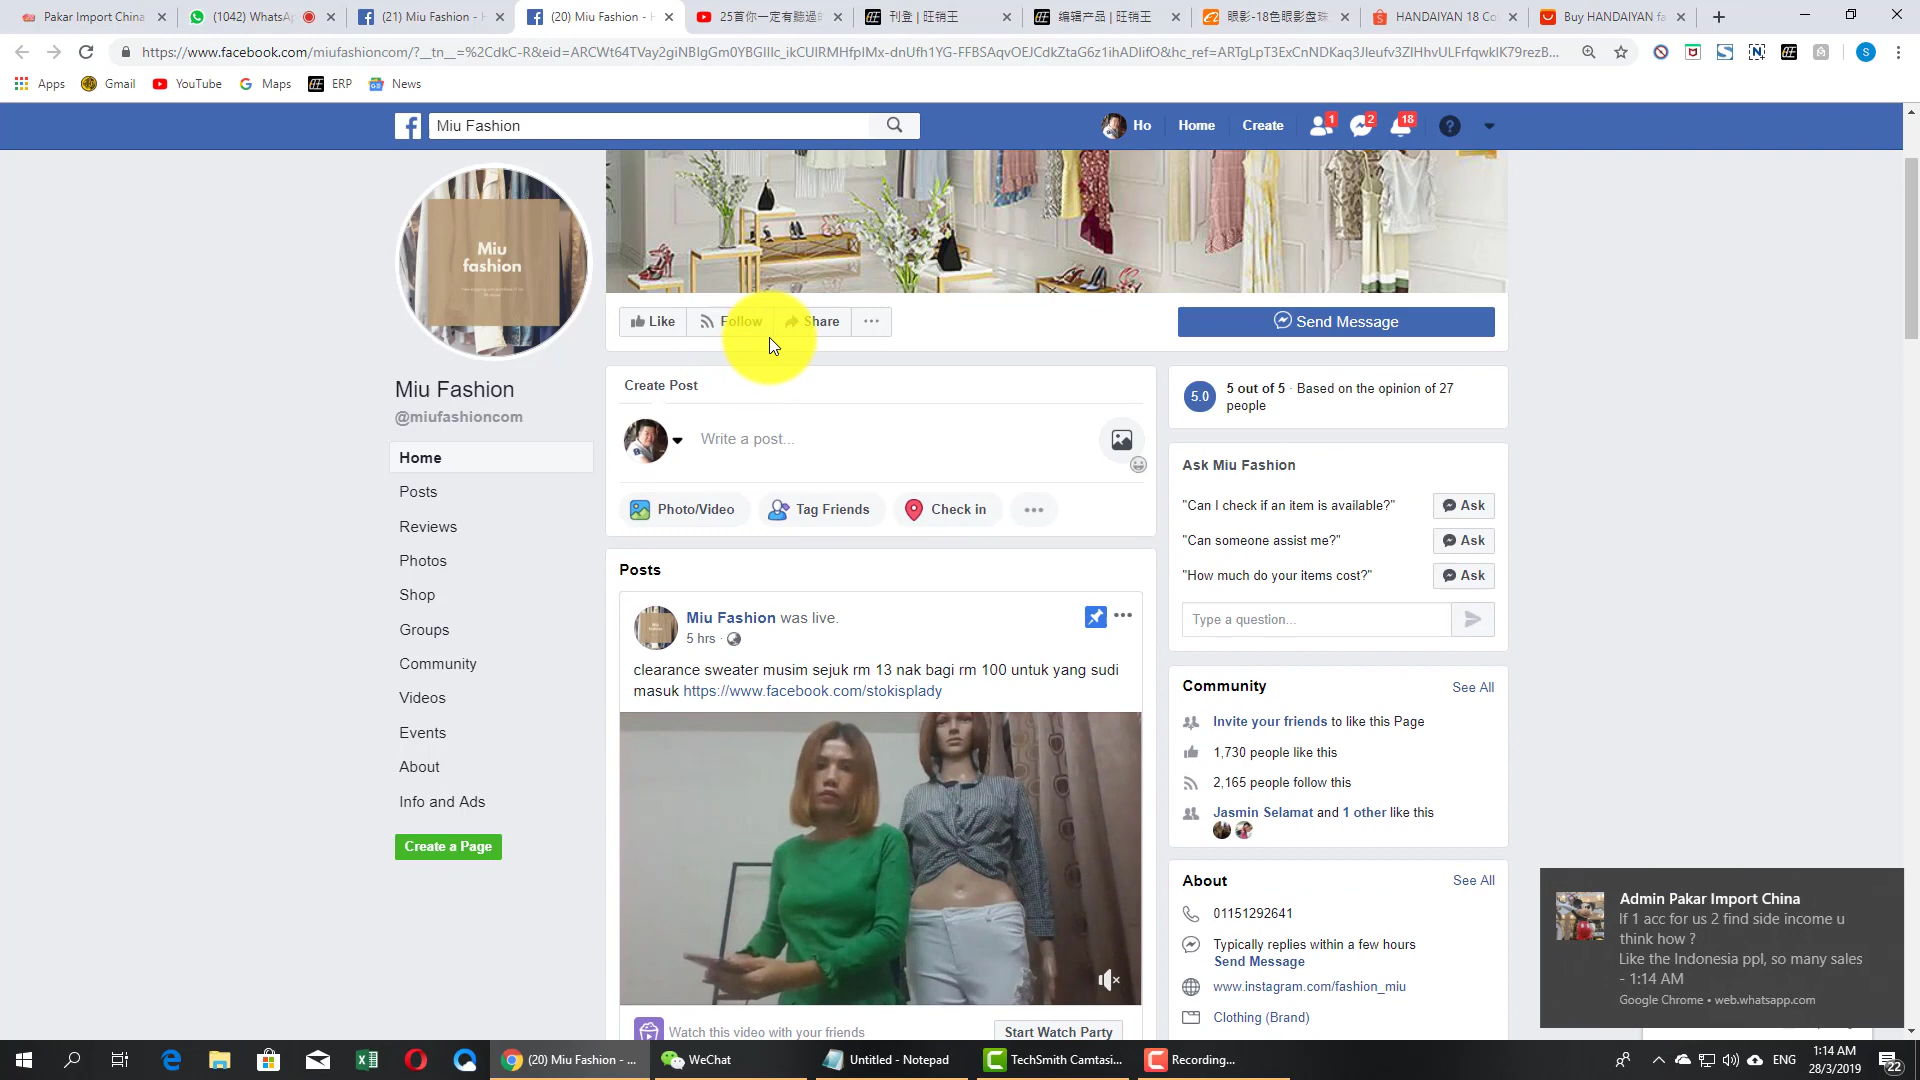 Pakar Import China
(1042) WhatsA
(21) Miu Fashion -
(20) Miu Fashion -
25首你一定有聽過
刊登 | 旺销王
编辑产品 | 旺销王
眼影-18色眼影盘珠
HANDAIYAN 18 Co
Buy HANDAIYAN fa
Apps
Gmail
YouTube
Maps
ERP
News
Miu Fashion
Ho
Home
Create
1
2
18
Miu
fashion
Like
Follow
Share
Send Message
Miu Fashion
@miufashioncom
Home
Posts
Reviews
Photos
Shop
Groups
Community
Videos
Events
About
Info and Ads
Create a Page
Create Post
Write a post...
Photo/Video
Tag Friends
Check in
Posts
Miu Fashion was live.
5 hrs ·
clearance sweater musim sejuk rm 13 nak bagi rm 100 untuk yang sudi
masuk https://www.facebook.com/stokisplady
Watch this video with your friends
Start Watch Party
5.0
5 out of 5 · Based on the opinion of 27
people
Ask Miu Fashion
"Can I check if an item is available?"
Ask
"Can someone assist me?"
Ask
"How much do your items cost?"
Ask
Type a question...
Community
See All
Invite your friends to like this Page
1,730 people like this
2,165 people follow this
Jasmin Selamat and 1 other like this
About
See All
01151292641
Typically replies within a few hours
Send Message
www.instagram.com/fashion_miu
Clothing (Brand)
Admin Pakar Import China
If 1 acc for us 2 find side income u
think how ?
Like the Indonesia ppl, so many sales
- 1:14 AM
Google Chrome • web.whatsapp.com
(20) Miu Fashion - ...
WeChat
Untitled - Notepad
TechSmith Camtasi...
Recording...
ENG
1:14 AM
28/3/2019
22